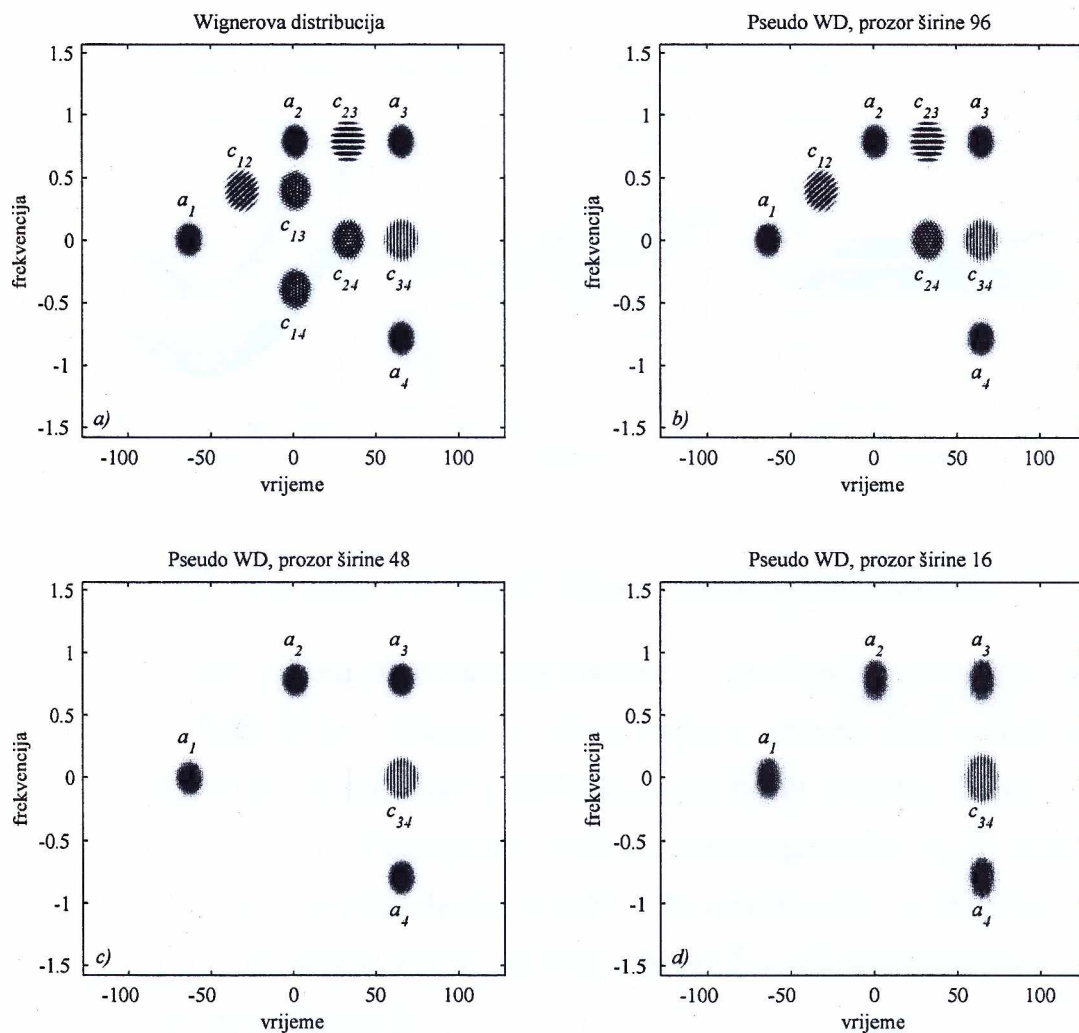 Wignerova distribucija
1.5
1
0.5
0
-0.5
-1
-1.5
frekvencija
a1
c12
a2
c23
a3
c13
c24
c34
c14
a4
a)
-100 -50 0 50 100
vrijeme
Pseudo WD, prozor širine 96
1.5
1
0.5
0
-0.5
-1
-1.5
frekvencija
a1
c12
a2
c23
a3
c24
c34
a4
b)
-100 -50 0 50 100
vrijeme
Pseudo WD, prozor širine 48
1.5
1
0.5
0
-0.5
-1
-1.5
frekvencija
a1
a2
a3
c34
a4
c)
-100 -50 0 50 100
vrijeme
Pseudo WD, prozor širine 16
1.5
1
0.5
0
-0.5
-1
-1.5
frekvencija
a1
a2
a3
c34
a4
d)
-100 -50 0 50 100
vrijeme